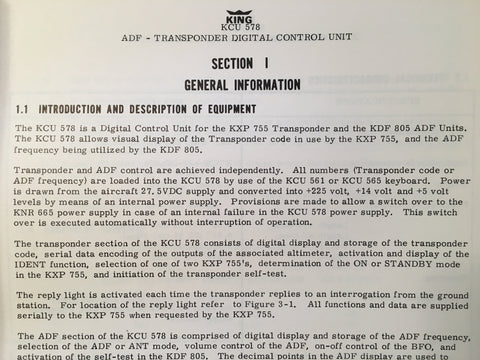 KING
KCU 578
ADF - TRANSPONDER DIGITAL CONTROL UNIT
SECTION I
GENERAL INFORMATION
1.1 INTRODUCTION AND DESCRIPTION OF EQUIPMENT
The KCU 578 is a Digital Control Unit for the KXP 755 Transponder and the KDF 805 ADF Units.
The KCU 578 allows visual display of the Transponder code in use by the KXP 755, and the ADF
frequency being utilized by the KDF 805.
Transponder and ADF control are achieved independently. All numbers (Transponder code or
ADF frequency) are loaded into the KCU 578 by use of the KCU 561 or KCU 565 keyboard. Power
is drawn from the aircraft 27.5VDC supply and converted into +225 volt, +14 volt and +5 volt
levels by means of an internal power supply. Provisions are made to allow a switch over to the
KNR 665 power supply in case of an internal failure in the KCU 578 power supply. This switch
over is executed automatically without interruption of operation.
The transponder section of the KCU 578 consists of digital display and storage of the transponder
code, serial data encoding of the outputs of the associated altimeter, activation and display of the
IDENT function, selection of one of two KXP 755's, determination of the ON or STANDBY mode
in the KXP 755, and initiation of the transponder self-test.
The reply light is activated each time the transponder replies to an interrogation from the ground
station. For location of the reply light refer to Figure 3-1. All functions and data are supplied
serially to the KXP 755 when requested by the KXP 755.
The ADF section of the KCU 578 is comprised of digital display and storage of the ADF frequency,
selection of the ADF or ANT mode, volume control of the ADF, on-off control of the BFO, and
activation of the self-test in the KDF 805. The decimal points in the ADF display are used to